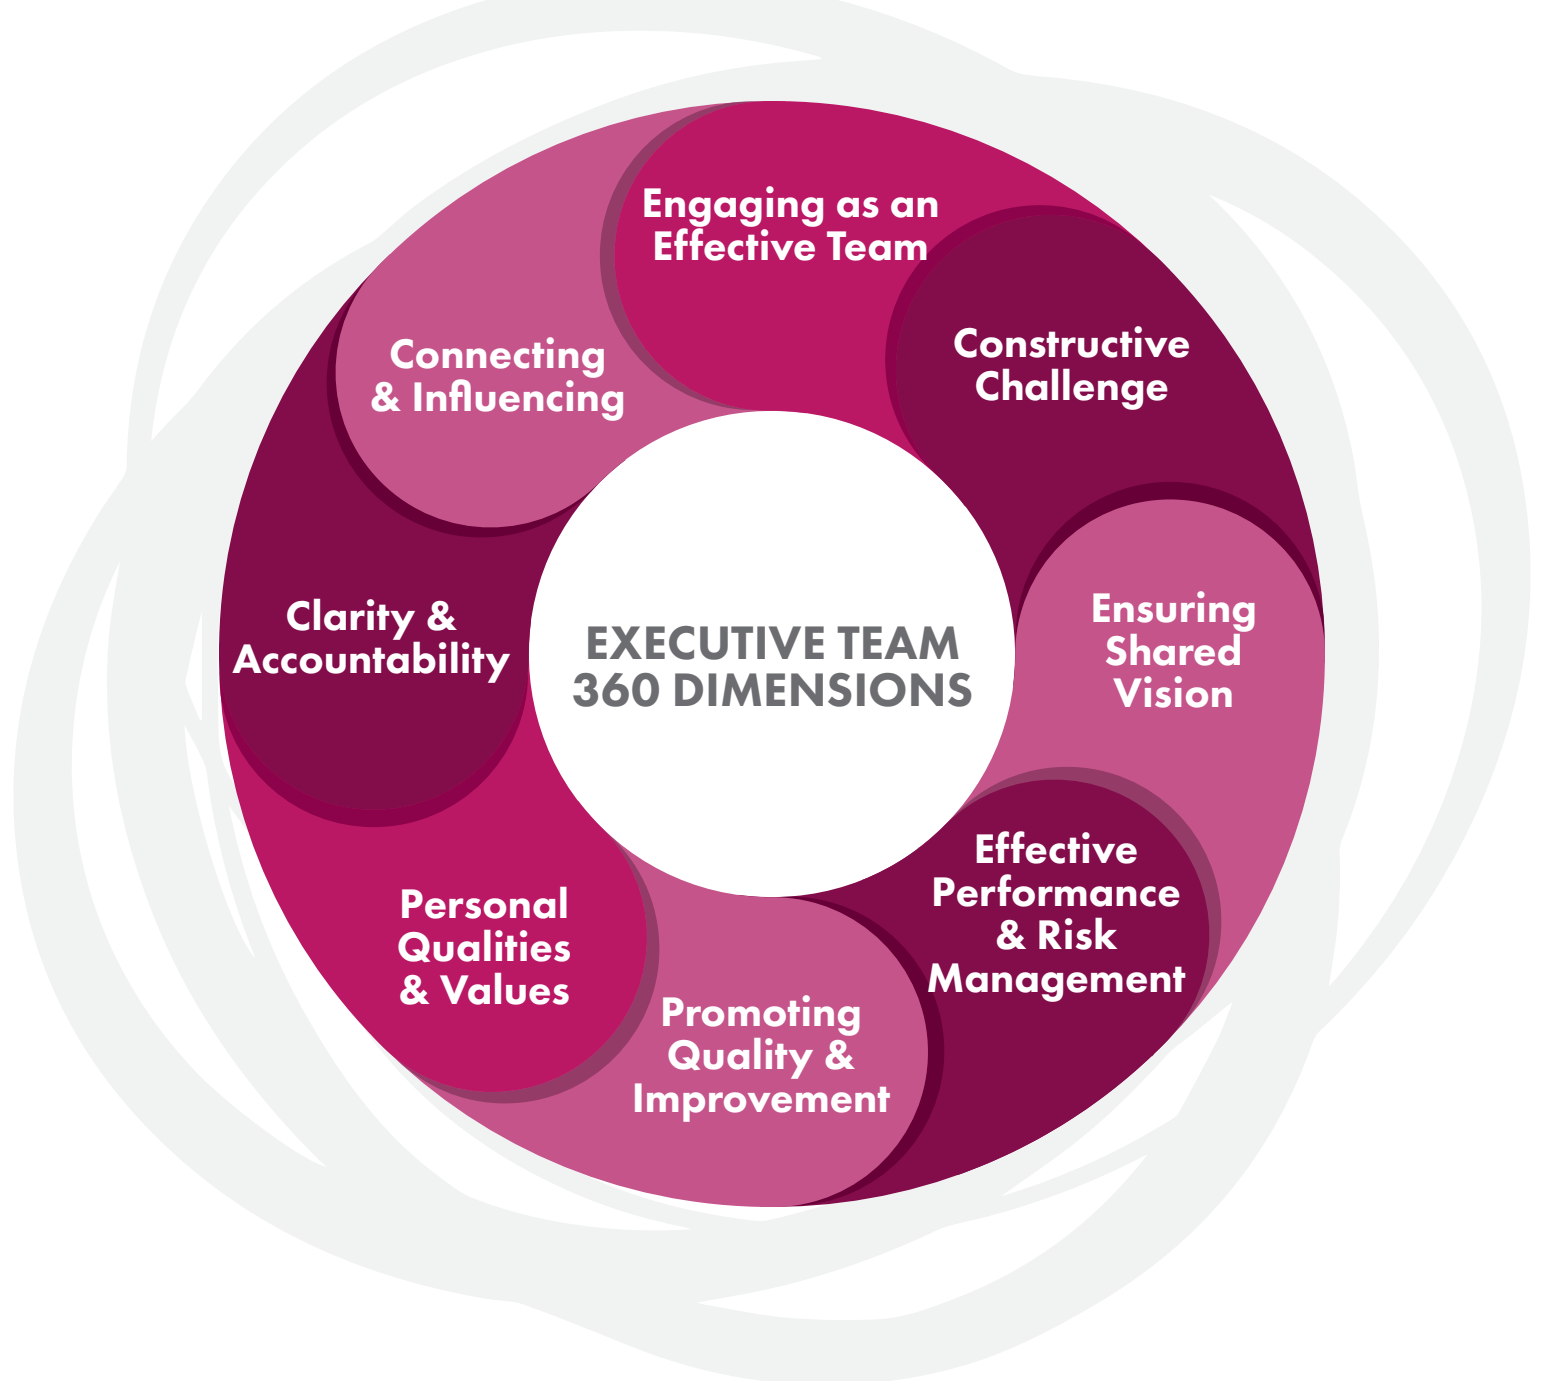 Engaging as an
Effective Team
Constructive
Challenge
Ensuring
Shared
Vision
Effective
Performance
& Risk
Management
Promoting
Quality &
Improvement
Personal
Qualities
& Values
Clarity &
Accountability
Connecting
& Influencing
EXECUTIVE TEAM
360 DIMENSIONS